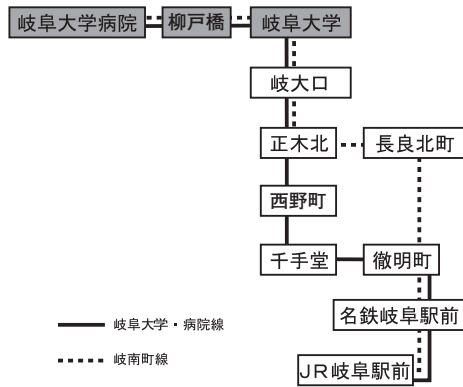 岐阜大学病院 柳戸橋 岐阜大学
岐大口
正木北 長良北町
西野町
千手堂 徹明町
名鉄岐阜駅前
JR岐阜駅前
岐阜大学・病院線
岐南町線